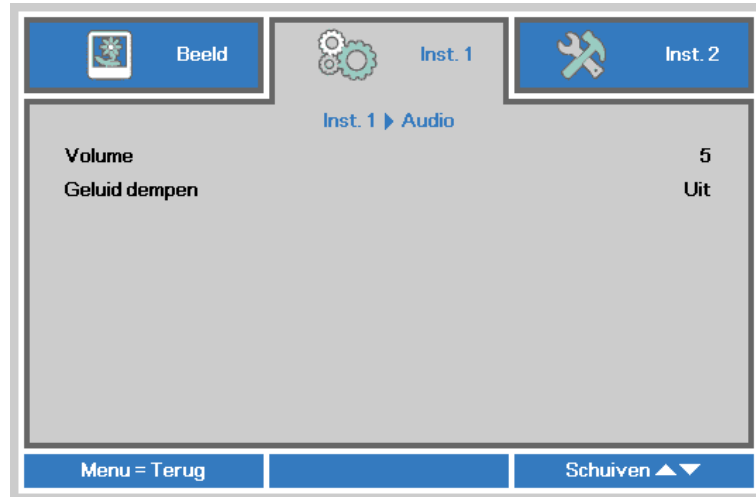 Beeld Inst. 1 Inst. 2
Inst. 1 Audio
Volume 5
Geluid dempen Uit
Menu = Terug Schuiven